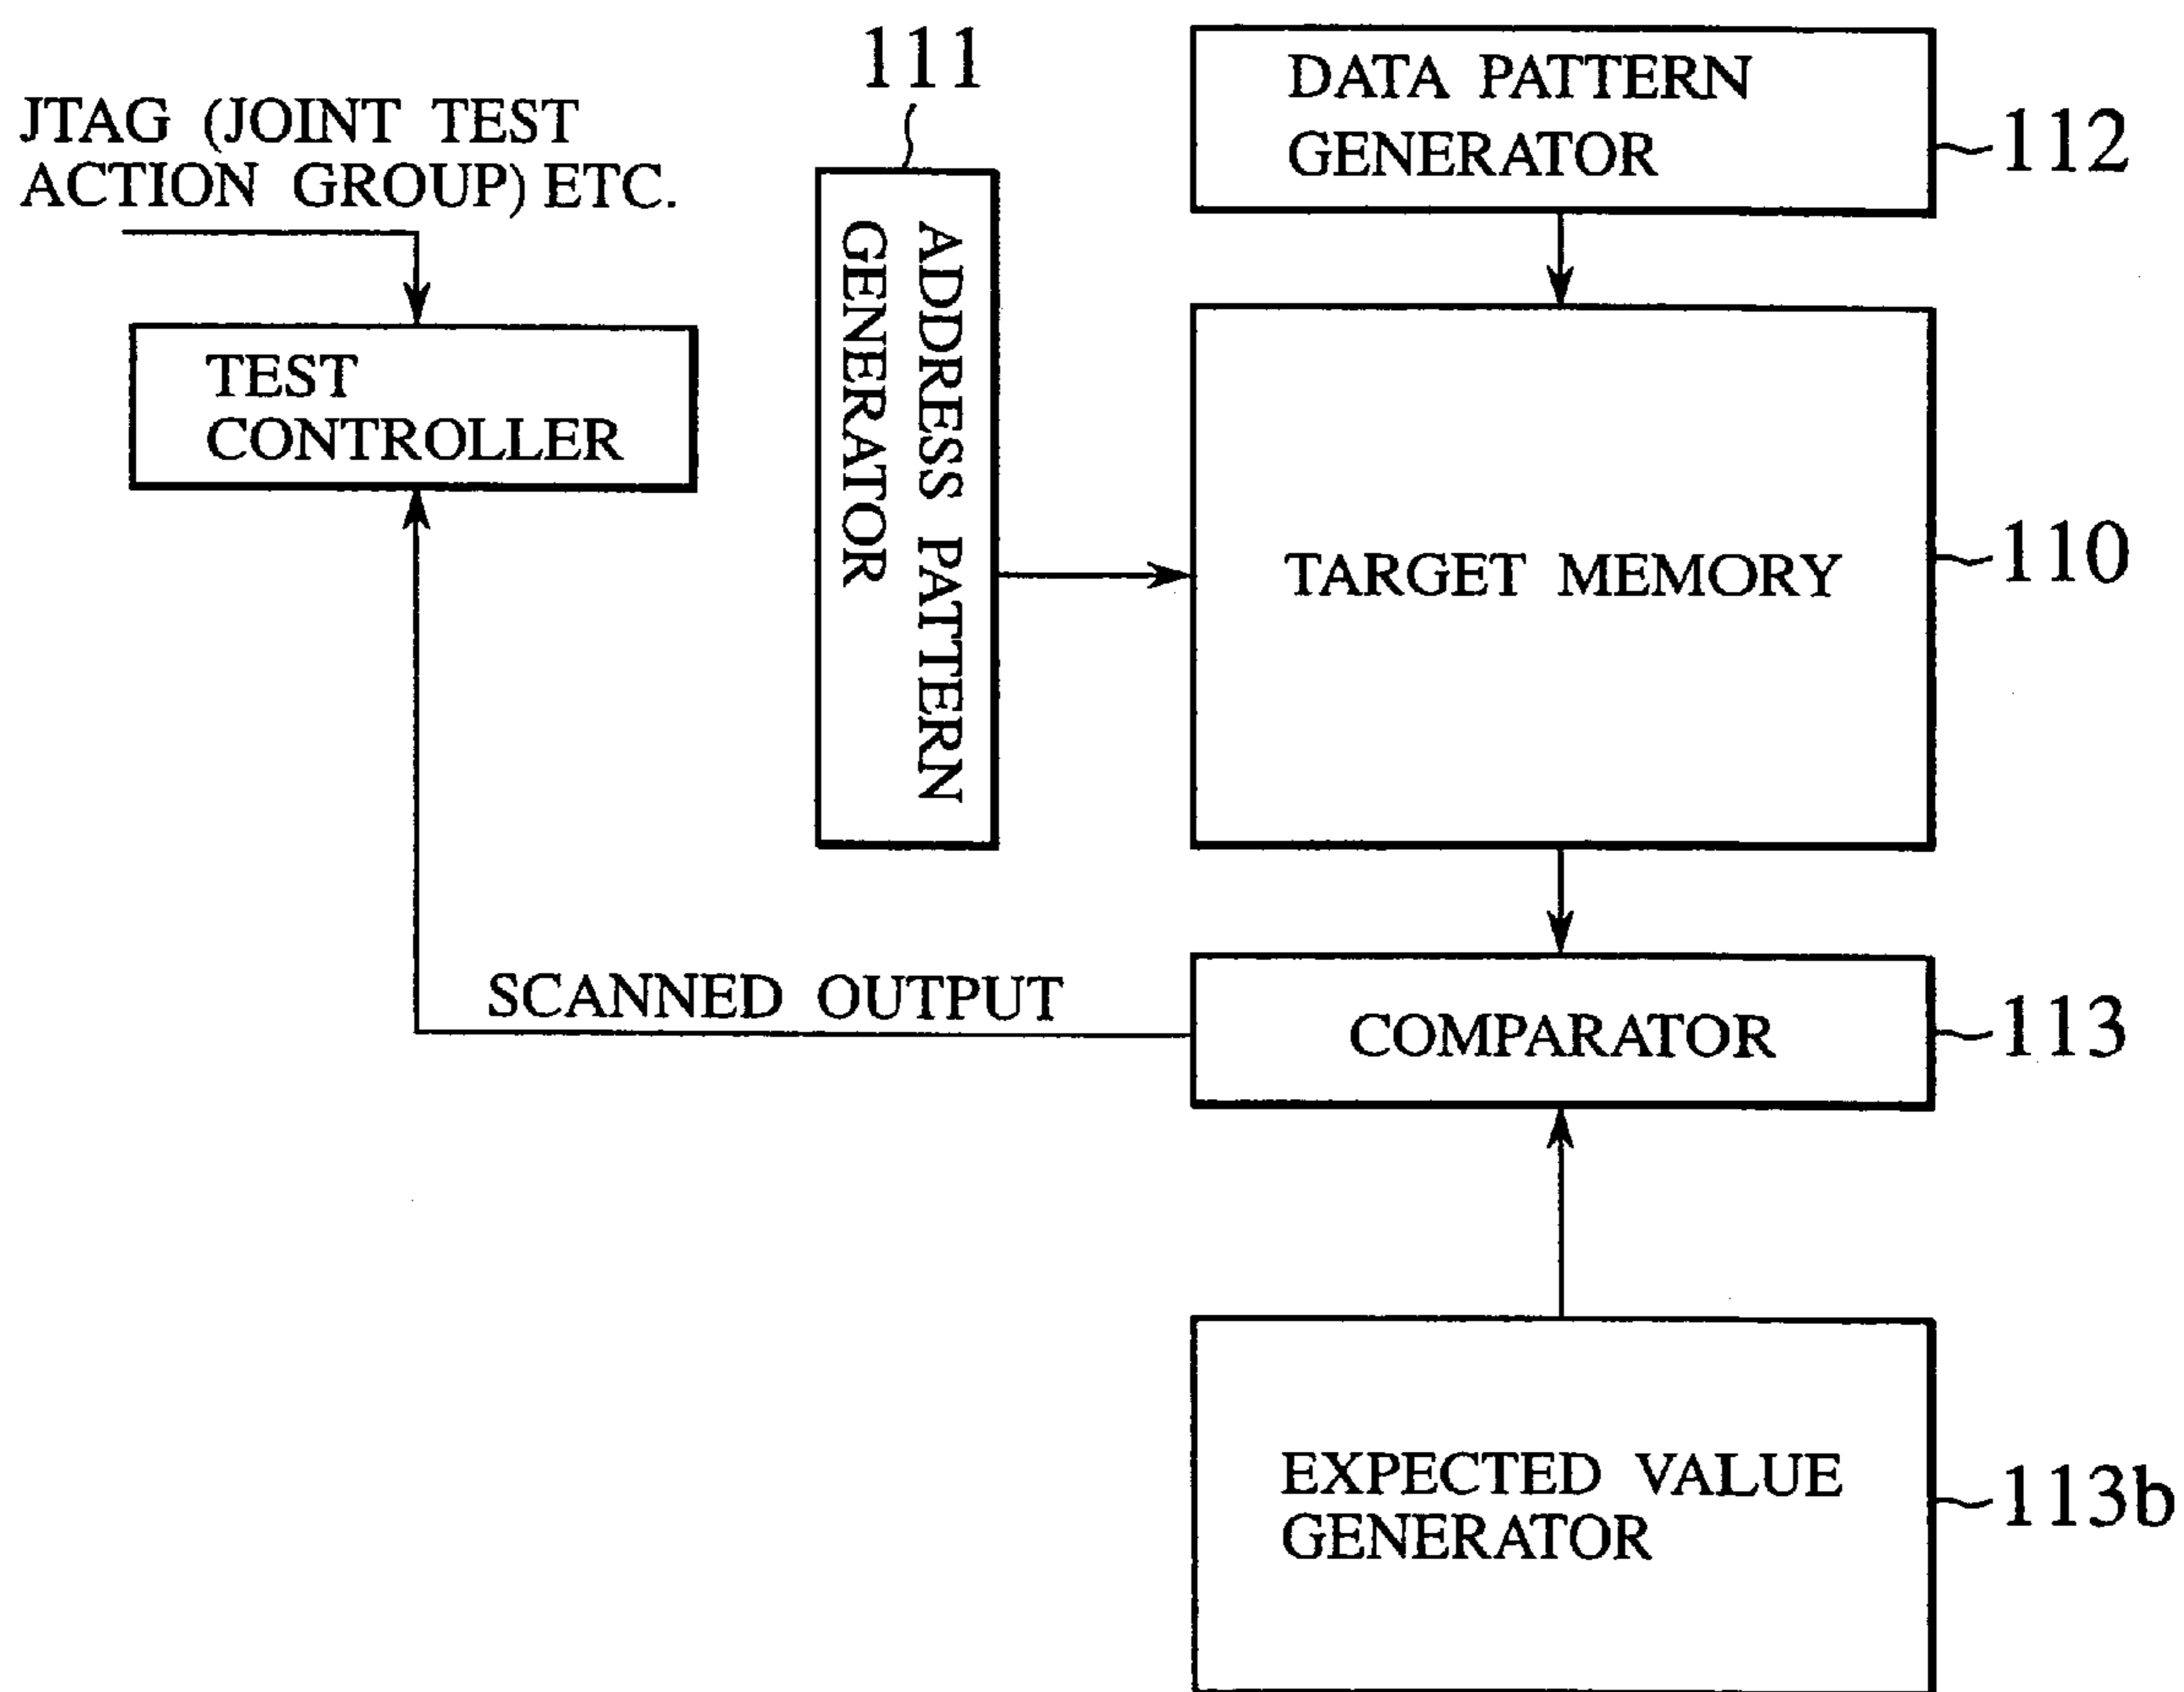 111
DATA PATTERN
GENERATOR
112
JTAG (JOINT TEST
ACTION GROUP) ETC.
TEST
CONTROLLER
ADDRESS PATTERN
GENERATOR
TARGET MEMORY
110
SCANNED OUTPUT
COMPARATOR
113
EXPECTED VALUE
GENERATOR
113b